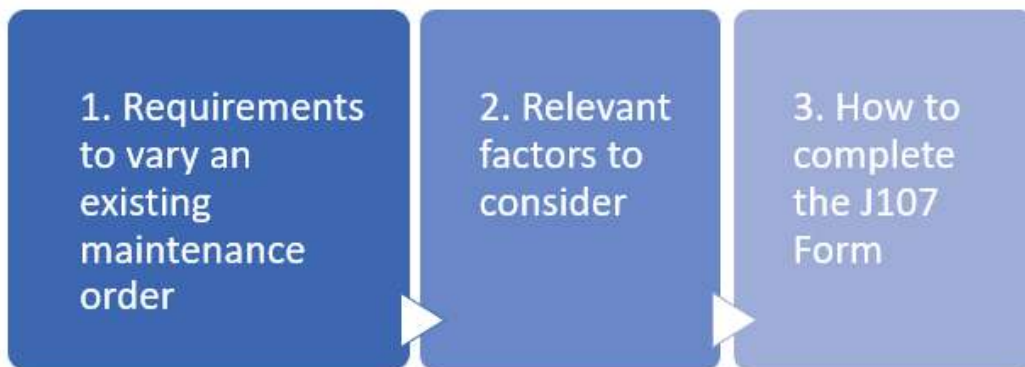 1. Requirements
to vary an
existing
maintenance
order
2. Relevant
factors to
consider
3. How to
complete
the J107
Form